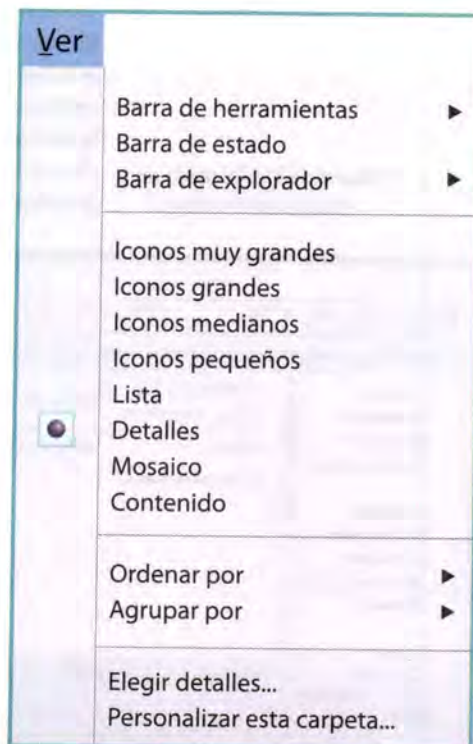 Ver
Barra de herramientas
Barra de estado
Barra de explorador
Iconos muy grandes
Iconos grandes
Iconos medianos
Iconos pequeños
Lista
Detalles
Mosaico
Contenido
Ordenar por
Agrupar por
Elegir detalles...
Personalizar esta carpeta...